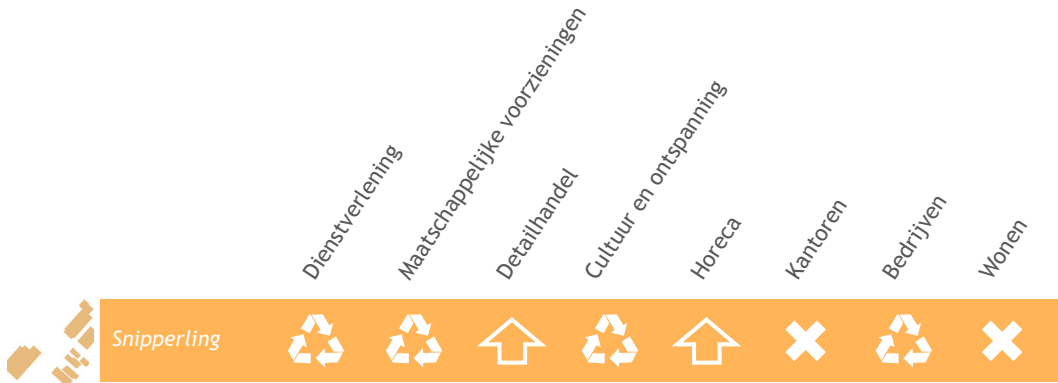 Dienstverlening
Maatschappelijke voorzieningen
Detailhandel
Cultuur en ontspanning
Horeca
Kantoren
Bedrijven
Wonen
Snipperling